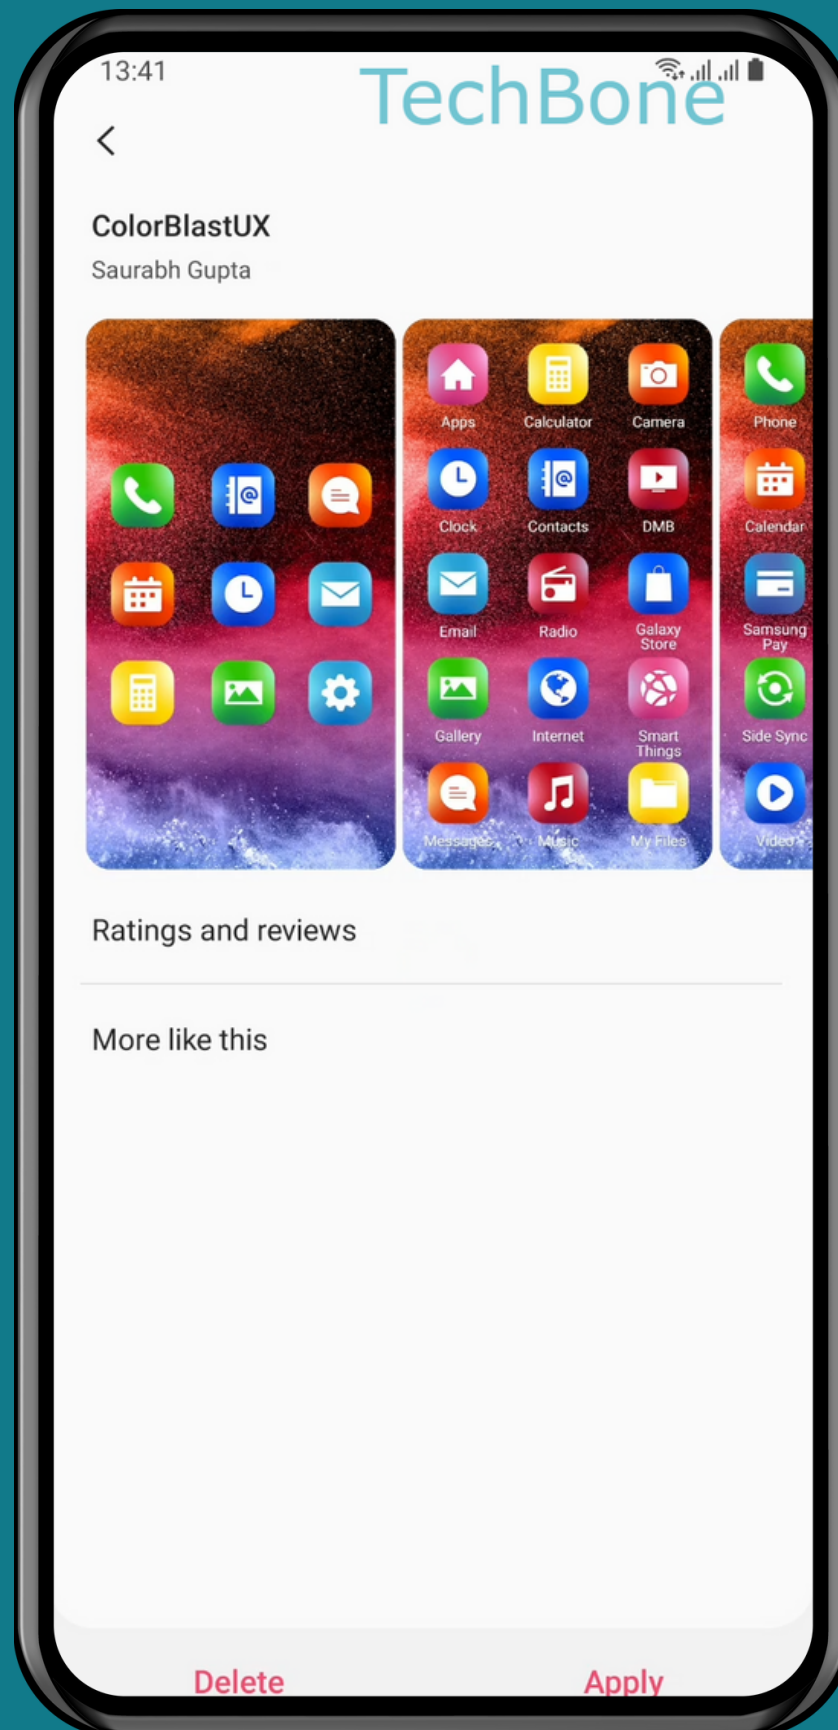 13:41
TechBone
ColorBlastUX
Saurabh Gupta
Apps Calculator Camera Phone
Clock Contacts DMB Calendar
Email Radio Galaxy Store Samsung Pay
Gallery Internet Smart Things Side Sync
Messages Music My Files Video
Ratings and reviews
More like this
Delete Apply